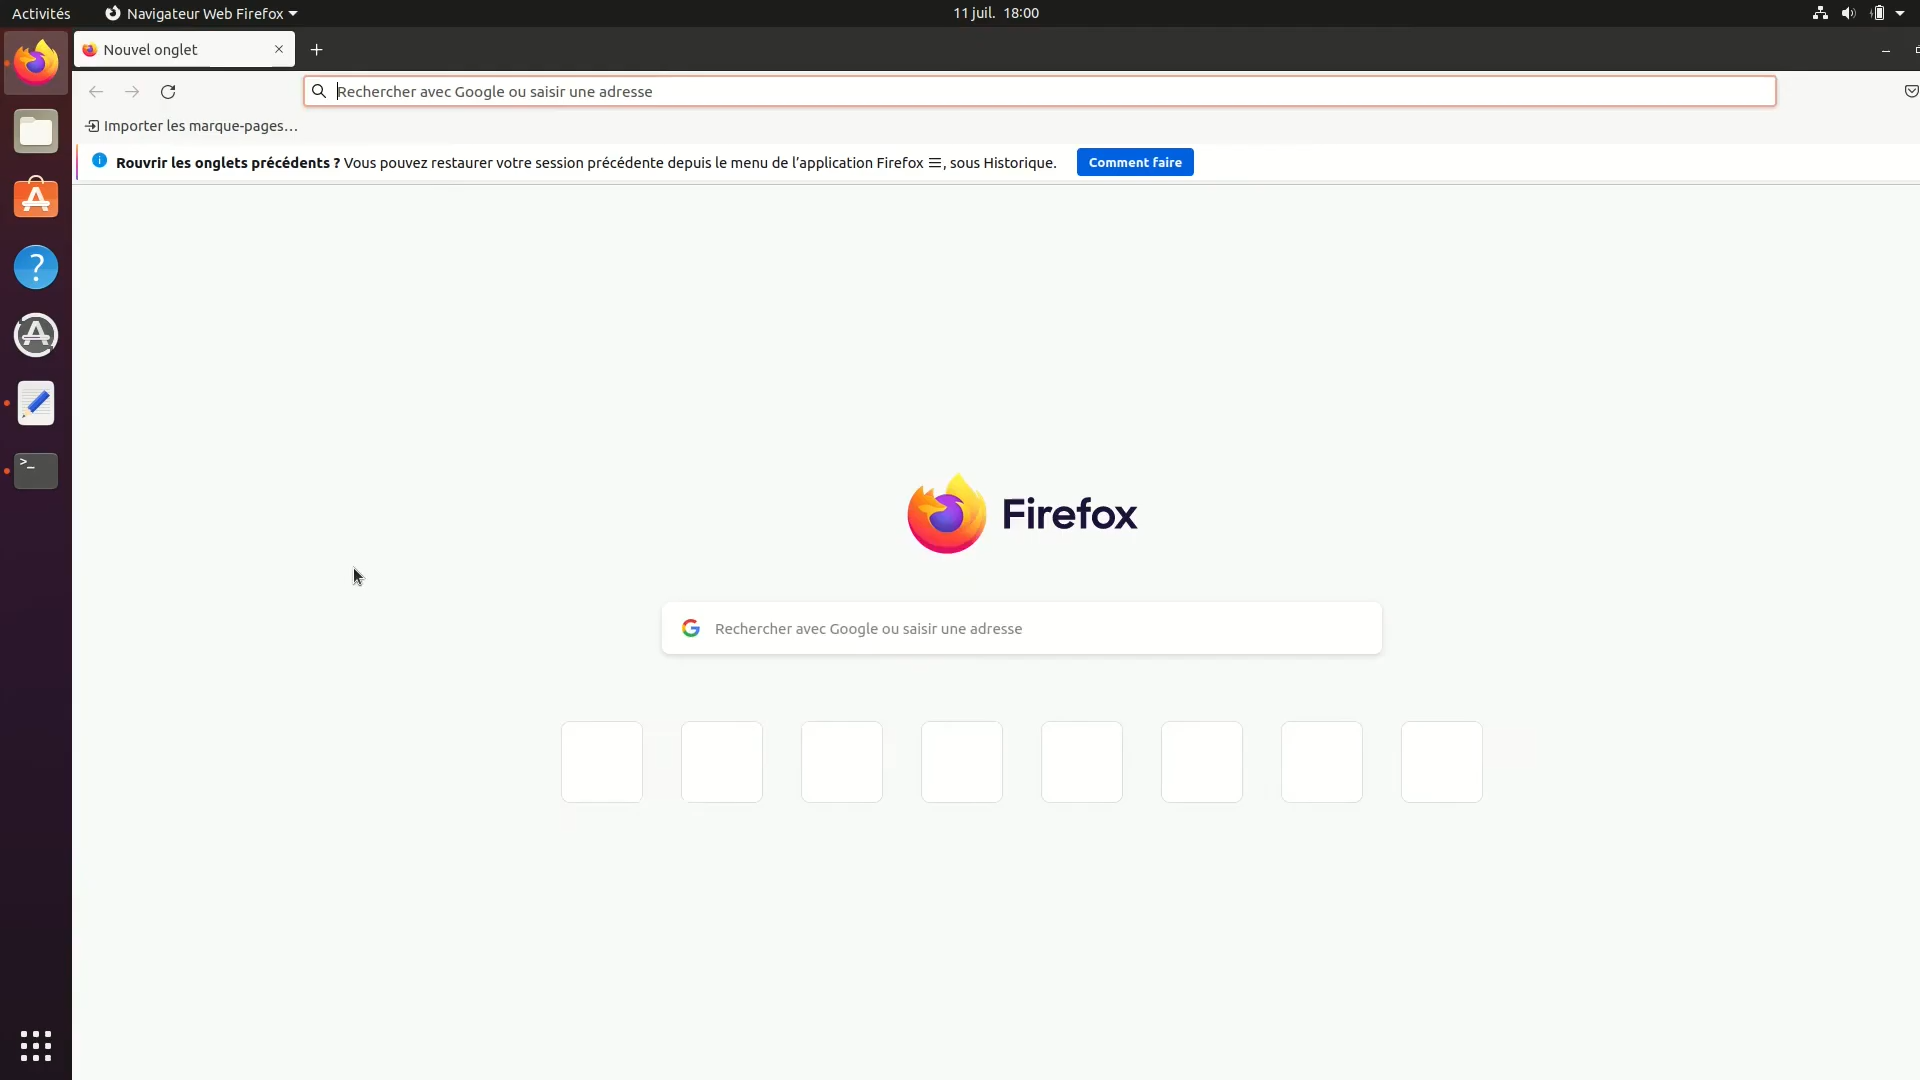 Activités
Navigateur Web Firefox
11 juil. 18:00
Nouvel onglet
Rechercher avec Google ou saisir une adresse
Importer les marque-pages…
Rouvrir les onglets précédents ? Vous pouvez restaurer votre session précédente depuis le menu de l’application Firefox ☰, sous Historique.
Comment faire
Firefox
Rechercher avec Google ou saisir une adresse